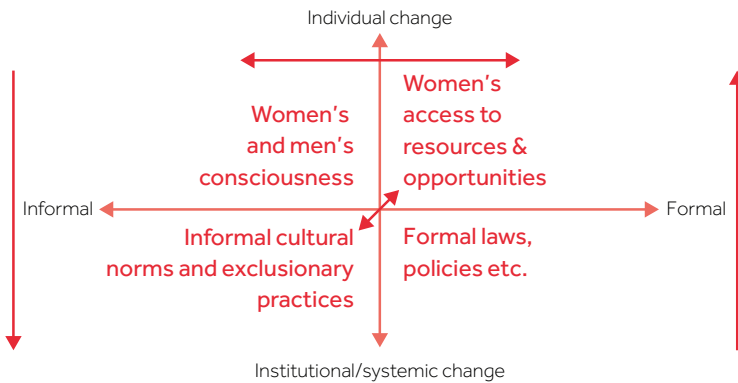 Individual change
Women's
and men's
consciousness
Women's
access to
resources &
opportunities
Informal
Formal
Informal cultural
norms and exclusionary
practices
Formal laws,
policies etc.
Institutional/systemic change